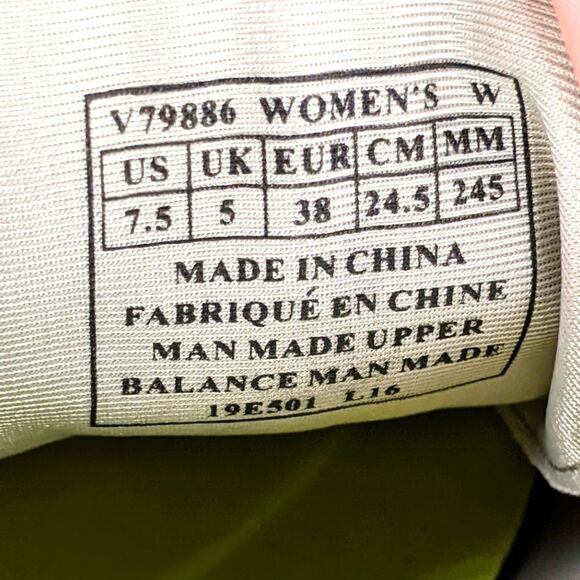 V79886 WOMEN'S W
US UK EUR CM MM
7.5 5 38 24.5 245
MADE IN CHINA
FABRIQUÉ EN CHINE
MAN MADE UPPER
BALANCE MAN MADE
19E501 L16